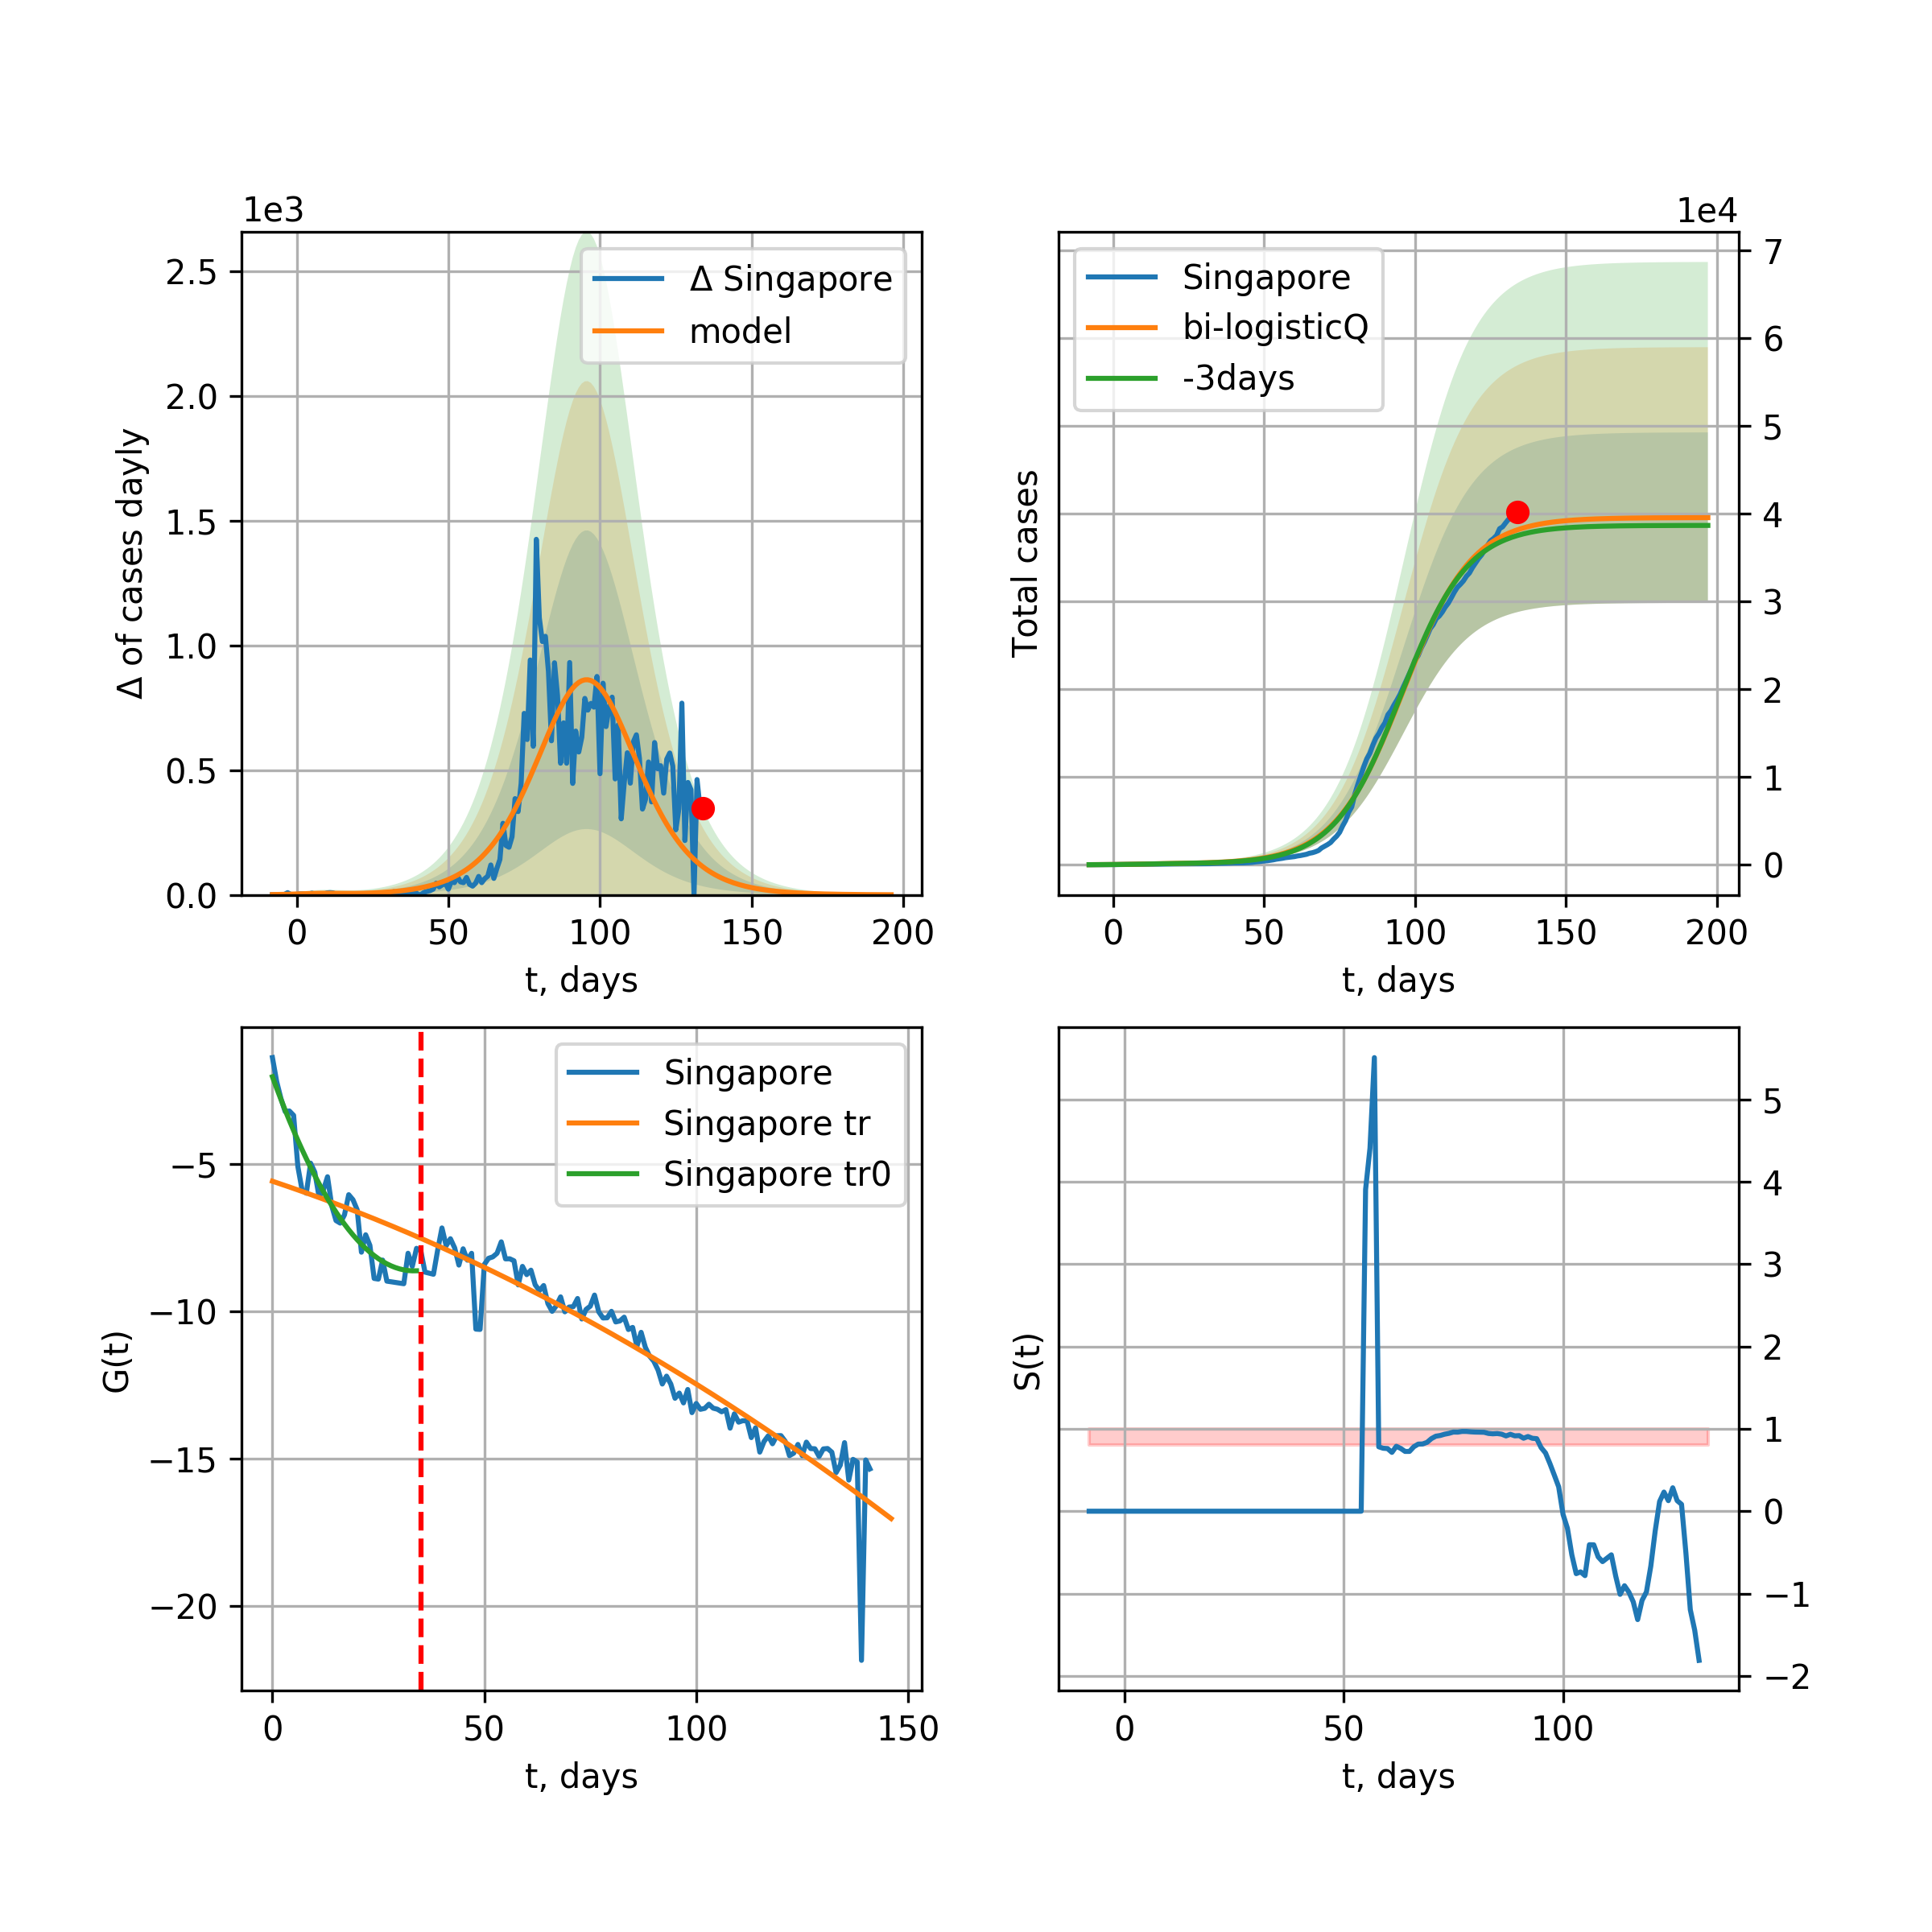 1e3
Δ Singapore
model
2.5
2.0
1.5
1.0
0.5
0.0
Δ of cases dayly
0 50 100 150 200
t, days
1e4
Singapore
bi-logisticQ
-3days
7
6
5
4
3
2
1
0
Total cases
0 50 100 150 200
t, days
Singapore
Singapore tr
Singapore tr0
−5
−10
−15
−20
G(t)
0 50 100 150
t, days
5
4
3
2
1
0
−1
−2
S(t)
0 50 100
t, days